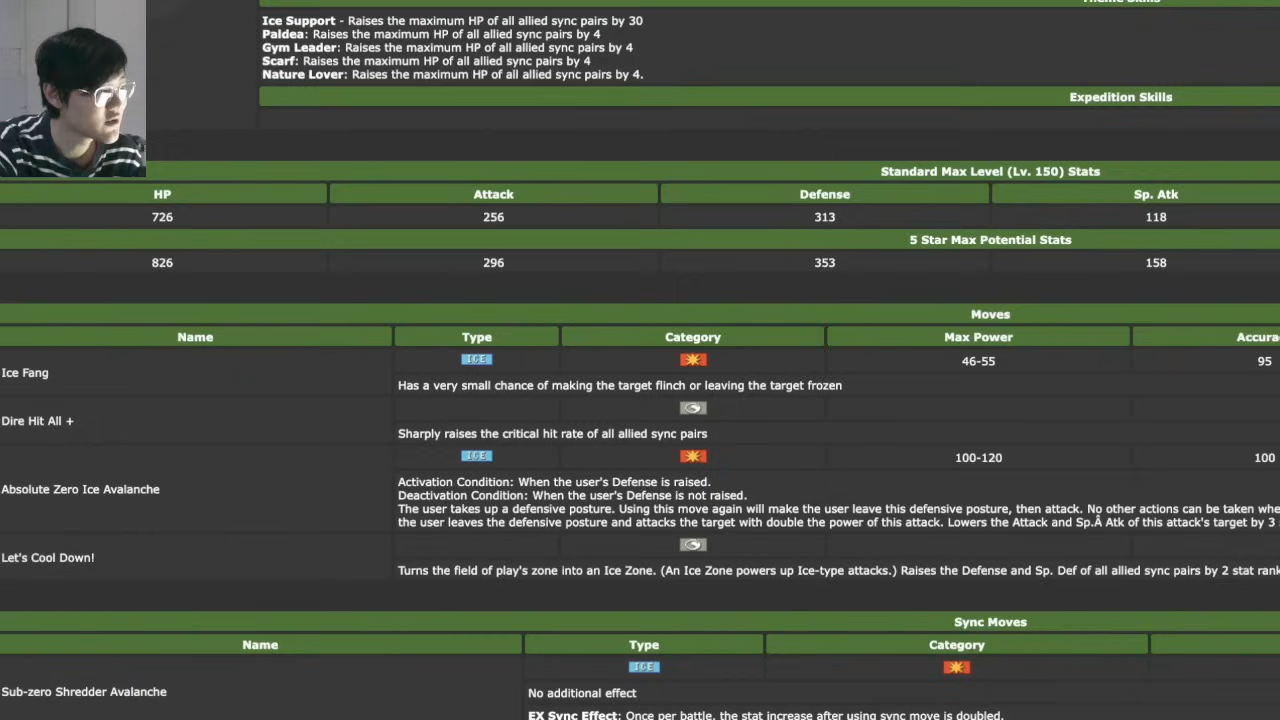 Theme Skills
Ice Support - Raises the maximum HP of all allied sync pairs by 30
Paldea: Raises the maximum HP of all allied sync pairs by 4
Gym Leader: Raises the maximum HP of all allied sync pairs by 4
Scarf: Raises the maximum HP of all allied sync pairs by 4
Nature Lover: Raises the maximum HP of all allied sync pairs by 4.
Expedition Skills
Standard Max Level (Lv. 150) Stats
HP Attack Defense Sp. Atk
726 256 313 118
5 Star Max Potential Stats
826 296 353 158
Moves
Name Type Category Max Power Accura
Ice Fang ICE 46-55 95
Has a very small chance of making the target flinch or leaving the target frozen
Dire Hit All +
Sharply raises the critical hit rate of all allied sync pairs
Absolute Zero Ice Avalanche ICE 100-120 100
Activation Condition: When the user's Defense is raised.
Deactivation Condition: When the user's Defense is not raised.
The user takes up a defensive posture. Using this move again will make the user leave this defensive posture, then attack. No other actions can be taken whe
the user leaves the defensive posture and attacks the target with double the power of this attack. Lowers the Attack and Sp.Â Atk of this attack's target by 3
Let's Cool Down!
Turns the field of play's zone into an Ice Zone. (An Ice Zone powers up Ice-type attacks.) Raises the Defense and Sp. Def of all allied sync pairs by 2 stat rank
Sync Moves
Name Type Category
Sub-zero Shredder Avalanche ICE
No additional effect
EX Sync Effect: Once per battle, the stat increase after using sync move is doubled.